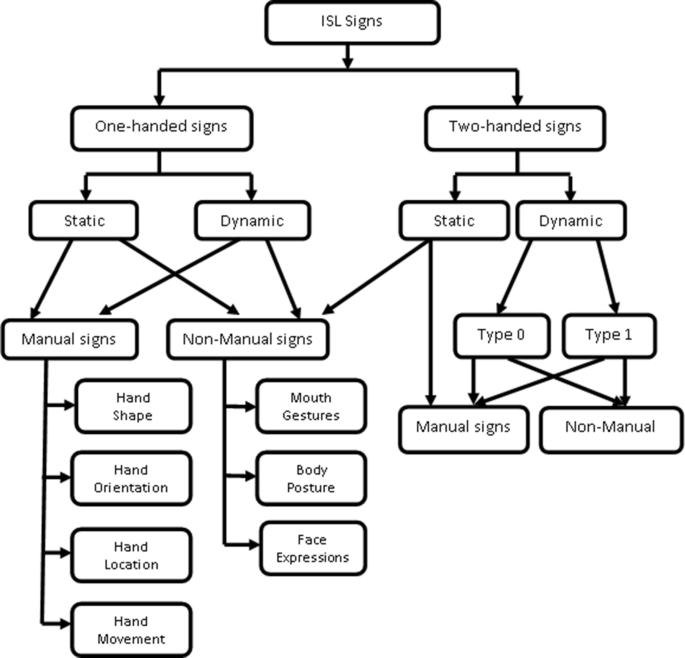 ISL Signs
One-handed signs
Two-handed signs
Static
Dynamic
Static
Dynamic
Manual signs
Non-Manual signs
Type 0
Type 1
Hand
Shape
Mouth
Gestures
Manual signs
Non-Manual
Hand
Orientation
Body
Posture
Hand
Location
Face
Expressions
Hand
Movement